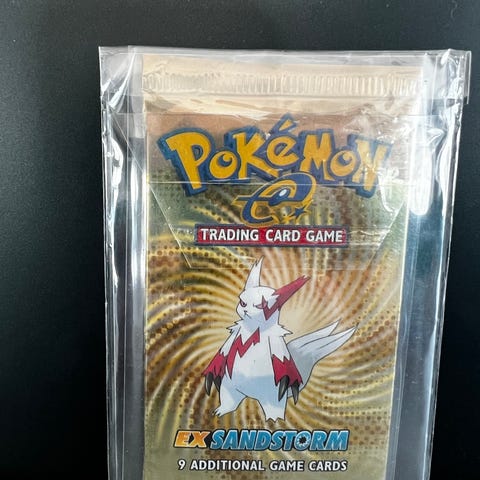 POKéMON
e
TRADING CARD GAME
EX SANDSTORM
9 ADDITIONAL GAME CARDS